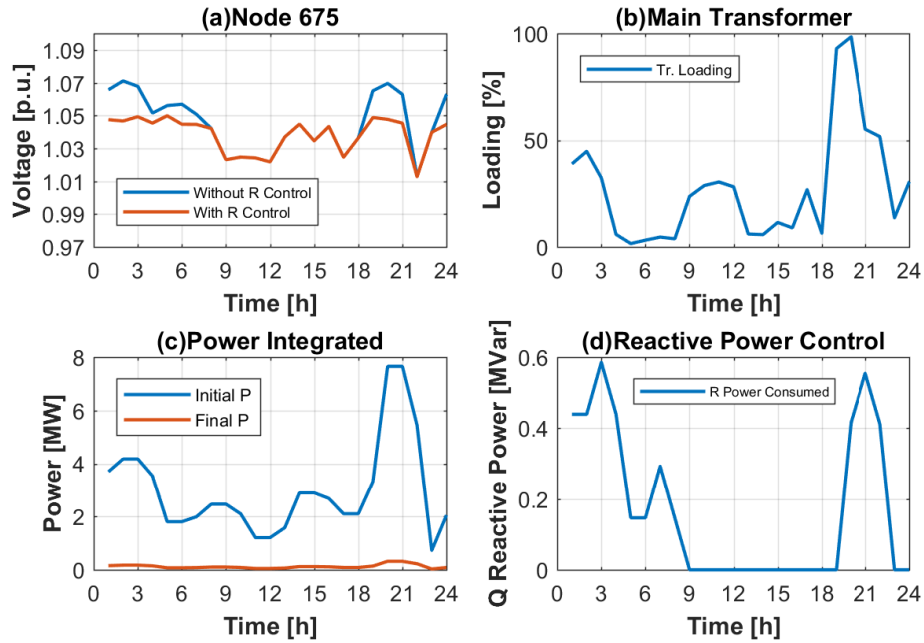 (a)Node 675
Voltage [p.u.]
1.09
1.07
1.05
1.03
1.01
0.99
0.97
Without R Control
With R Control
0 3 6 9 12 15 18 21 24
Time [h]
(b)Main Transformer
Loading [%]
100
50
0
Tr. Loading
0 3 6 9 12 15 18 21 24
Time [h]
(c)Power Integrated
Power [MW]
8
6
4
2
0
Initial P
Final P
0 3 6 9 12 15 18 21 24
Time [h]
(d)Reactive Power Control
Q Reactive Power [MVar]
0.6
0.4
0.2
0
R Power Consumed
0 3 6 9 12 15 18 21 24
Time [h]